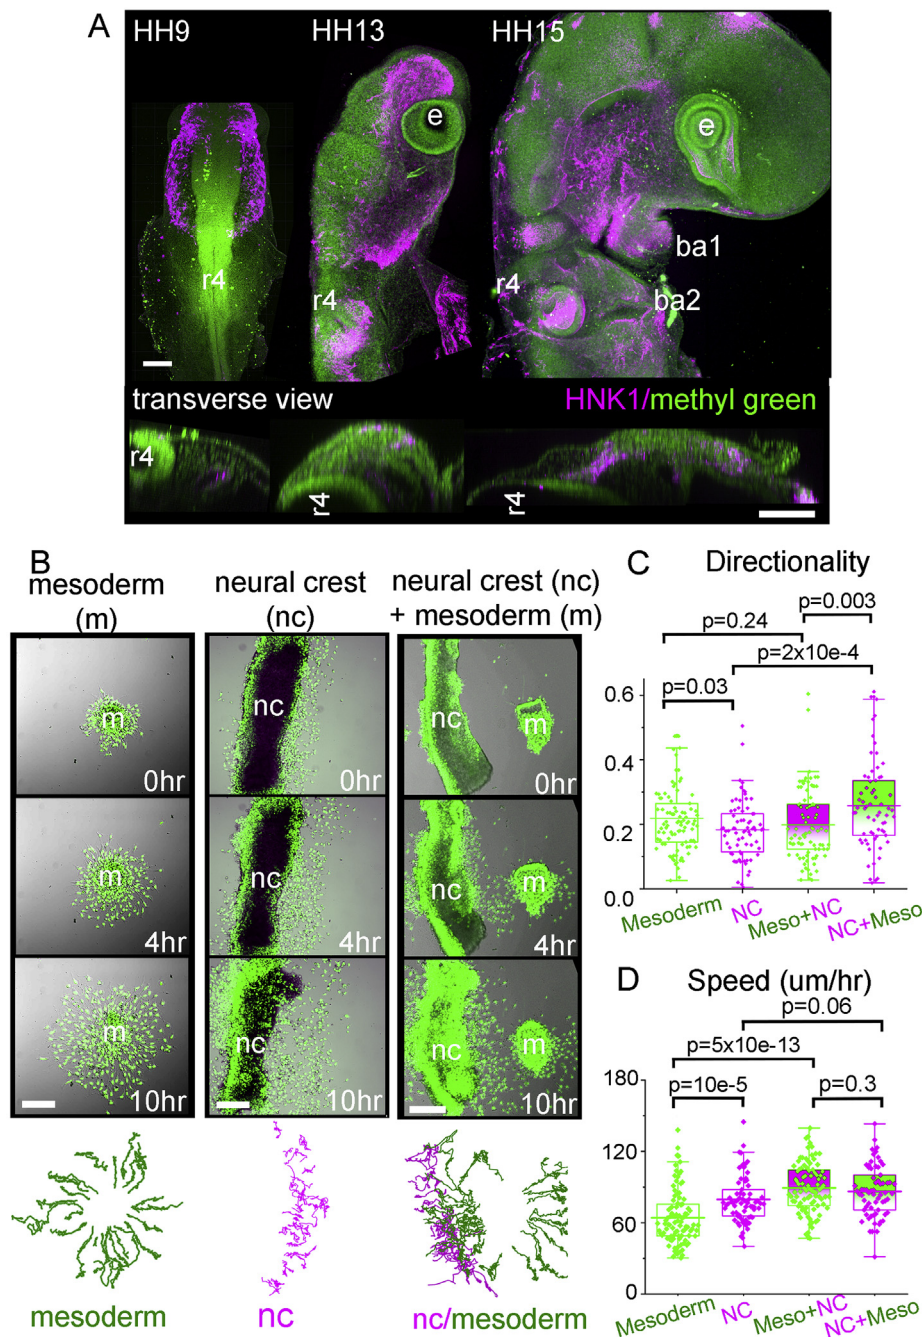 A
HH9
HH13
HH15
e
e
r4
r4
r4
ba1
ba2
transverse view
HNK1/methyl green
r4
r4
r4
B
mesoderm
(m)
neural crest
(nc)
neural crest (nc)
+ mesoderm (m)
m
0hr
nc
0hr
nc
m
0hr
m
4hr
nc
4hr
nc
m
4hr
m
10hr
nc
10hr
nc
m
10hr
mesoderm
nc
nc/mesoderm
C
Directionality
p=0.003
p=0.24
p=2x10e-4
p=0.03
0.6
0.4
0.2
0.0
Mesoderm
NC
Meso+NC
NC+Meso
D
Speed (um/hr)
p=0.06
p=5x10e-13
p=10e-5
p=0.3
180
120
60
0
Mesoderm
NC
Meso+NC
NC+Meso